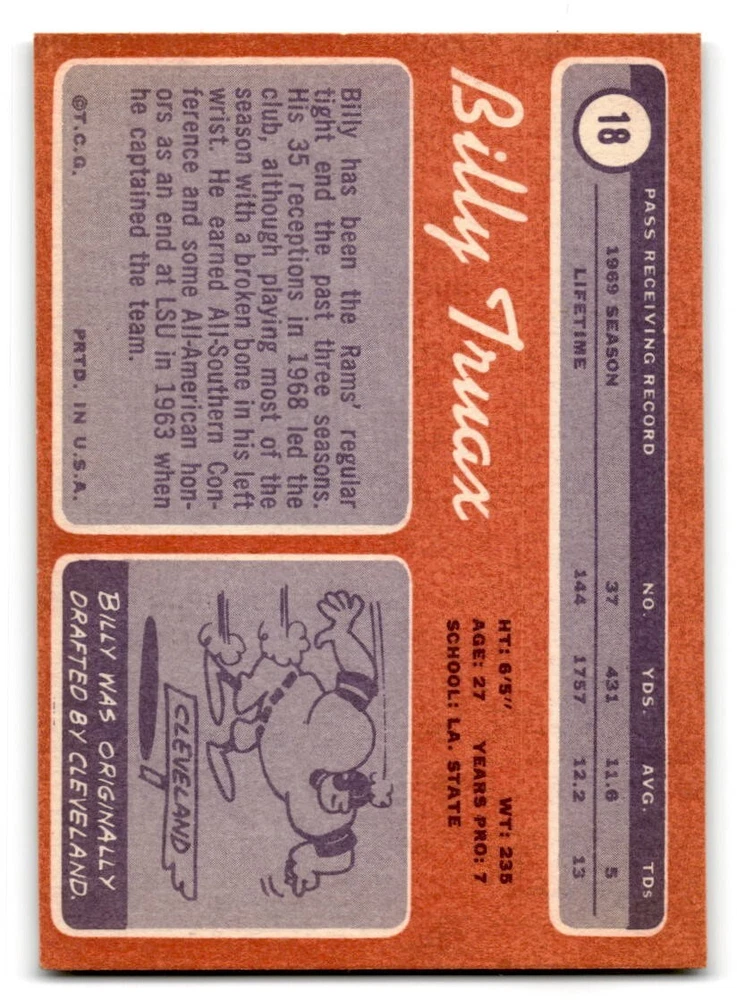 18
PASS RECEIVING RECORD NO. YDS. AVG. TDs
1969 SEASON 37 431 11.6 5
LIFETIME 144 1757 12.2 13
Billy Truax
HT: 6'5" WT: 235
AGE: 27 YEARS PRO: 7
SCHOOL: LA. STATE
Billy has been the Rams' regular
tight end the past three seasons.
His 35 receptions in 1968 led the
club, although playing most of the
season with a broken bone in his left
wrist. He earned All-Southern Con-
ference and some All-American hon-
ors as an end at LSU in 1963 when
he captained the team.
©T.C.G. PRTD. IN U.S.A.
CLEVELAND
BILLY WAS ORIGINALLY
DRAFTED BY CLEVELAND.